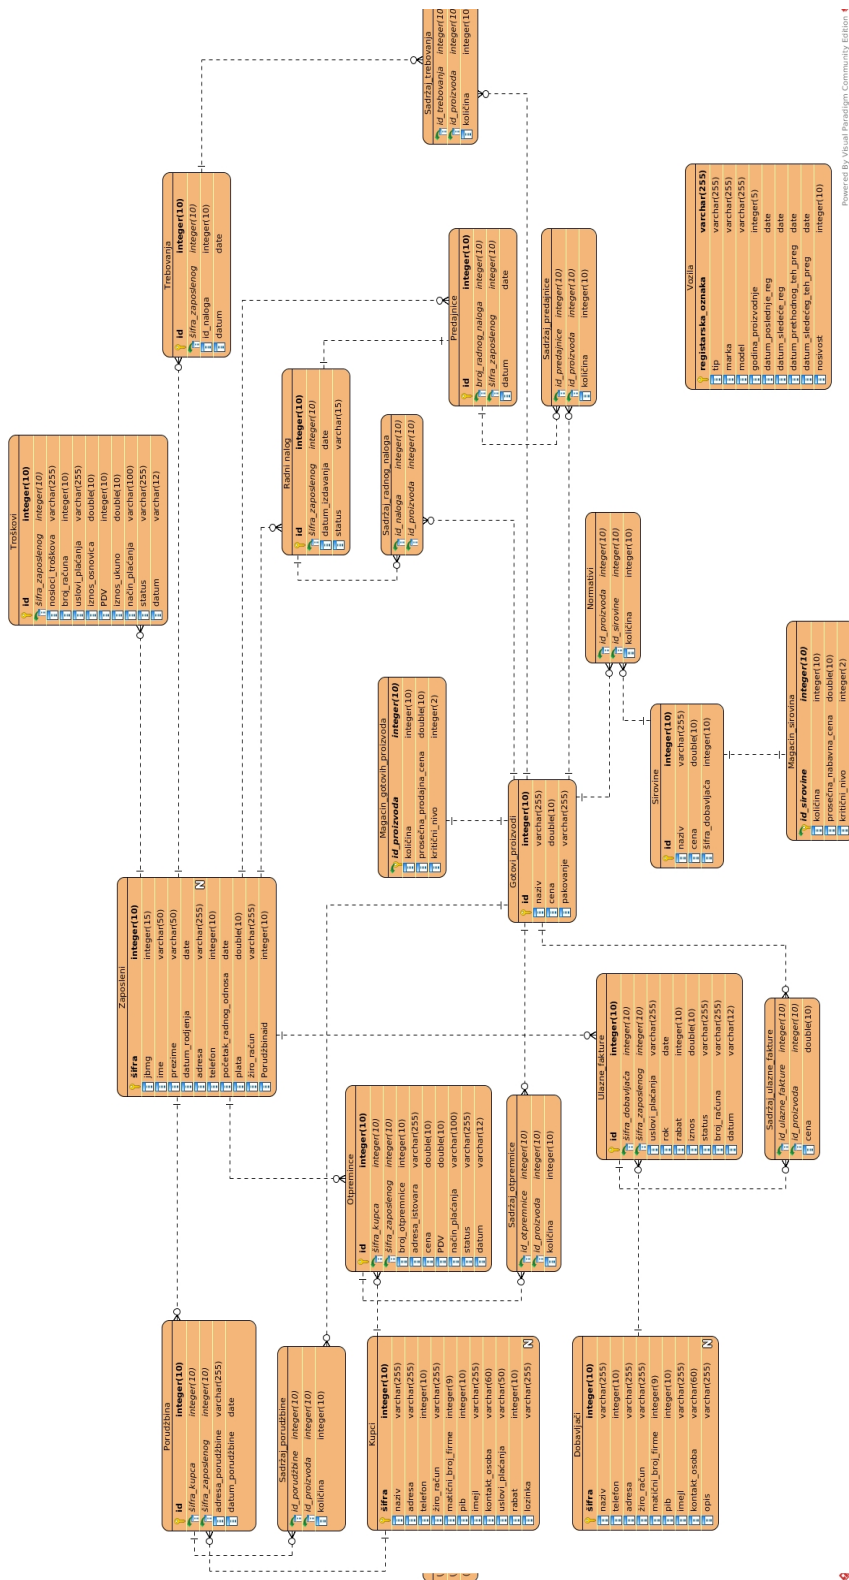 Troškovi
id integer(10)
šifra_zaposlenog integer(10)
nosioci_troškova varchar(255)
broj_računa integer(10)
uslovi_plaćanja varchar(255)
iznos_osnovica double(10)
PDV integer(10)
iznos_ukuno double(10)
način_plaćanja varchar(100)
status varchar(255)
datum varchar(12)
Zaposleni
šifra integer(10)
jbmg integer(15)
ime varchar(50)
prezime varchar(50)
datum_rodjenja date
adresa varchar(255)
telefon integer(10)
početak_radnog_odnosa date
plata double(10)
žiro_račun varchar(255)
Porudžbinaid integer(10)
Porudžbina
id integer(10)
šifra_kupca integer(10)
šifra_zaposlenog integer(10)
adresa_porudžbine varchar(255)
datum_porudžbine date
Trebovanja
id integer(10)
šifra_zaposlenog integer(10)
id_naloga integer(10)
datum date
Sadržaj_porudžbine
id_porudžbine integer(10)
id_proizvoda integer(10)
količina integer(10)
Radni nalog
id integer(10)
šifra_zaposlenog integer(10)
datum_izdavanja date
status varchar(15)
Otpremnice
id integer(10)
šifra_kupca integer(10)
šifra_zaposlenog integer(10)
broj_otpremnice integer(10)
adresa_istovara varchar(255)
cena double(10)
PDV double(10)
način_plaćanja varchar(100)
status varchar(255)
datum varchar(12)
Kupci
šifra integer(10)
naziv varchar(255)
adresa varchar(255)
telefon integer(10)
žiro_račun varchar(255)
matični_broj_firme integer(9)
pib integer(10)
imejl varchar(255)
kontakt_osoba varchar(60)
uslovi_plaćanja varchar(50)
rabat integer(10)
lozinka varchar(255)
Magacin_gotovih_proizvoda
id_proizvoda integer(10)
količina integer(10)
prosečna_prodajna_cena double(10)
kritični_nivo integer(2)
Sadržaj_radnog_naloga
id_naloga integer(10)
id_proizvoda integer(10)
Sadržaj_trebovanja
id_trebovanja integer(10)
id_proizvoda integer(10)
količina integer(10)
Predajnice
id integer(10)
broj_radnog_naloga integer(10)
šifra_zaposlenog integer(10)
datum date
Sadržaj_otpremnice
id_otpremnice integer(10)
id_proizvoda integer(10)
količina integer(10)
Gotovi_proizvodi
id integer(10)
naziv varchar(255)
cena double(10)
pakovanje varchar(255)
Sadržaj_predajnice
id_predajnice integer(10)
id_proizvoda integer(10)
količina integer(10)
Dobavljači
šifra integer(10)
naziv varchar(255)
telefon integer(10)
adresa varchar(255)
žiro_račun varchar(255)
matični_broj_firme integer(9)
pib integer(10)
imejl varchar(255)
kontakt_osoba varchar(60)
opis varchar(255)
Ulazne_fakture
id integer(10)
šifra_dobavljača integer(10)
šifra_zaposlenog integer(10)
uslovi_plaćanja varchar(255)
rok date
rabat integer(10)
iznos double(10)
status varchar(255)
broj_računa varchar(255)
datum varchar(12)
Normativi
id_proizvoda integer(10)
id_sirovine integer(10)
količina integer(10)
Sirovine
id integer(10)
naziv varchar(255)
cena double(10)
šifra_dobavljača integer(10)
Vozila
registarska_oznaka varchar(255)
tip varchar(255)
marka varchar(255)
model varchar(255)
godina_proizvodnje integer(5)
datum_poslednje_reg date
datum_sledeće_reg date
datum_prethodnog_teh_preg date
datum_sledećeg_teh_preg date
nosivost integer(10)
Sadržaj_ulazne_fakture
id_ulazne_fakture integer(10)
id_proizvoda integer(10)
cena double(10)
Magacin_sirovina
id_sirovine integer(10)
količina integer(10)
prosečna_nabavna_cena double(10)
kritični_nivo integer(2)
Powered By Visual Paradigm Community Edition